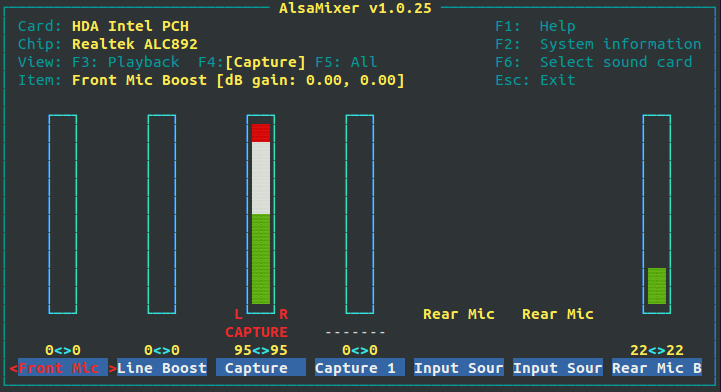 AlsaMixer v1.0.25
Card: HDA Intel PCH F1: Help
Chip: Realtek ALC892 F2: System information
View: F3: Playback F4:[Capture] F5: All F6: Select sound card
Item: Front Mic Boost [dB gain: 0.00, 0.00] Esc: Exit
L R Rear Mic Rear Mic
CAPTURE -------
0<>0 0<>0 95<>95 0<>0 22<>22
<Front Mic >Line Boost Capture Capture 1 Input Sour Input Sour Rear Mic B